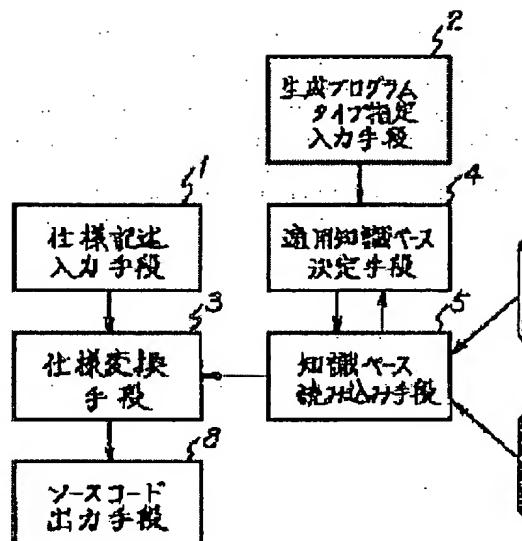 2
生成プログラム
タイプ指定
入力手段
1
仕様記述
入力手段
4
適用知識ベース
決定手段
3
仕様変換
手段
5
知識ベース
読み込み手段
8
ソースコード
出力手段